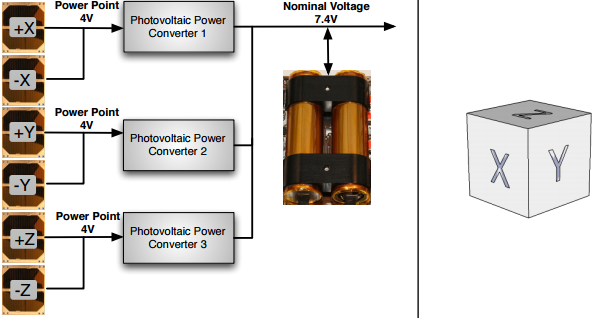 Power Point
4V
Nominal Voltage
7.4V
+X
Photovoltaic Power
Converter 1
-X
Power Point
4V
+Y
Photovoltaic Power
Converter 2
-Y
Power Point
4V
+Z
Photovoltaic Power
Converter 3
-Z
Z
X
Y